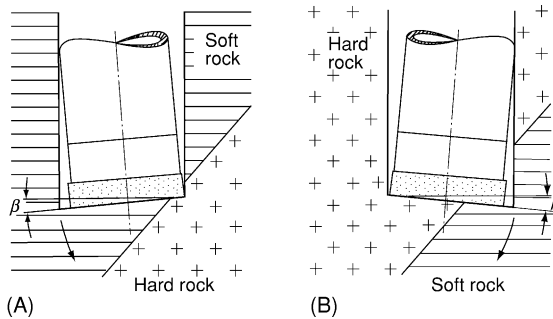 Soft
rock
Hard
rock
β
Hard rock
Soft rock
(A)
(B)